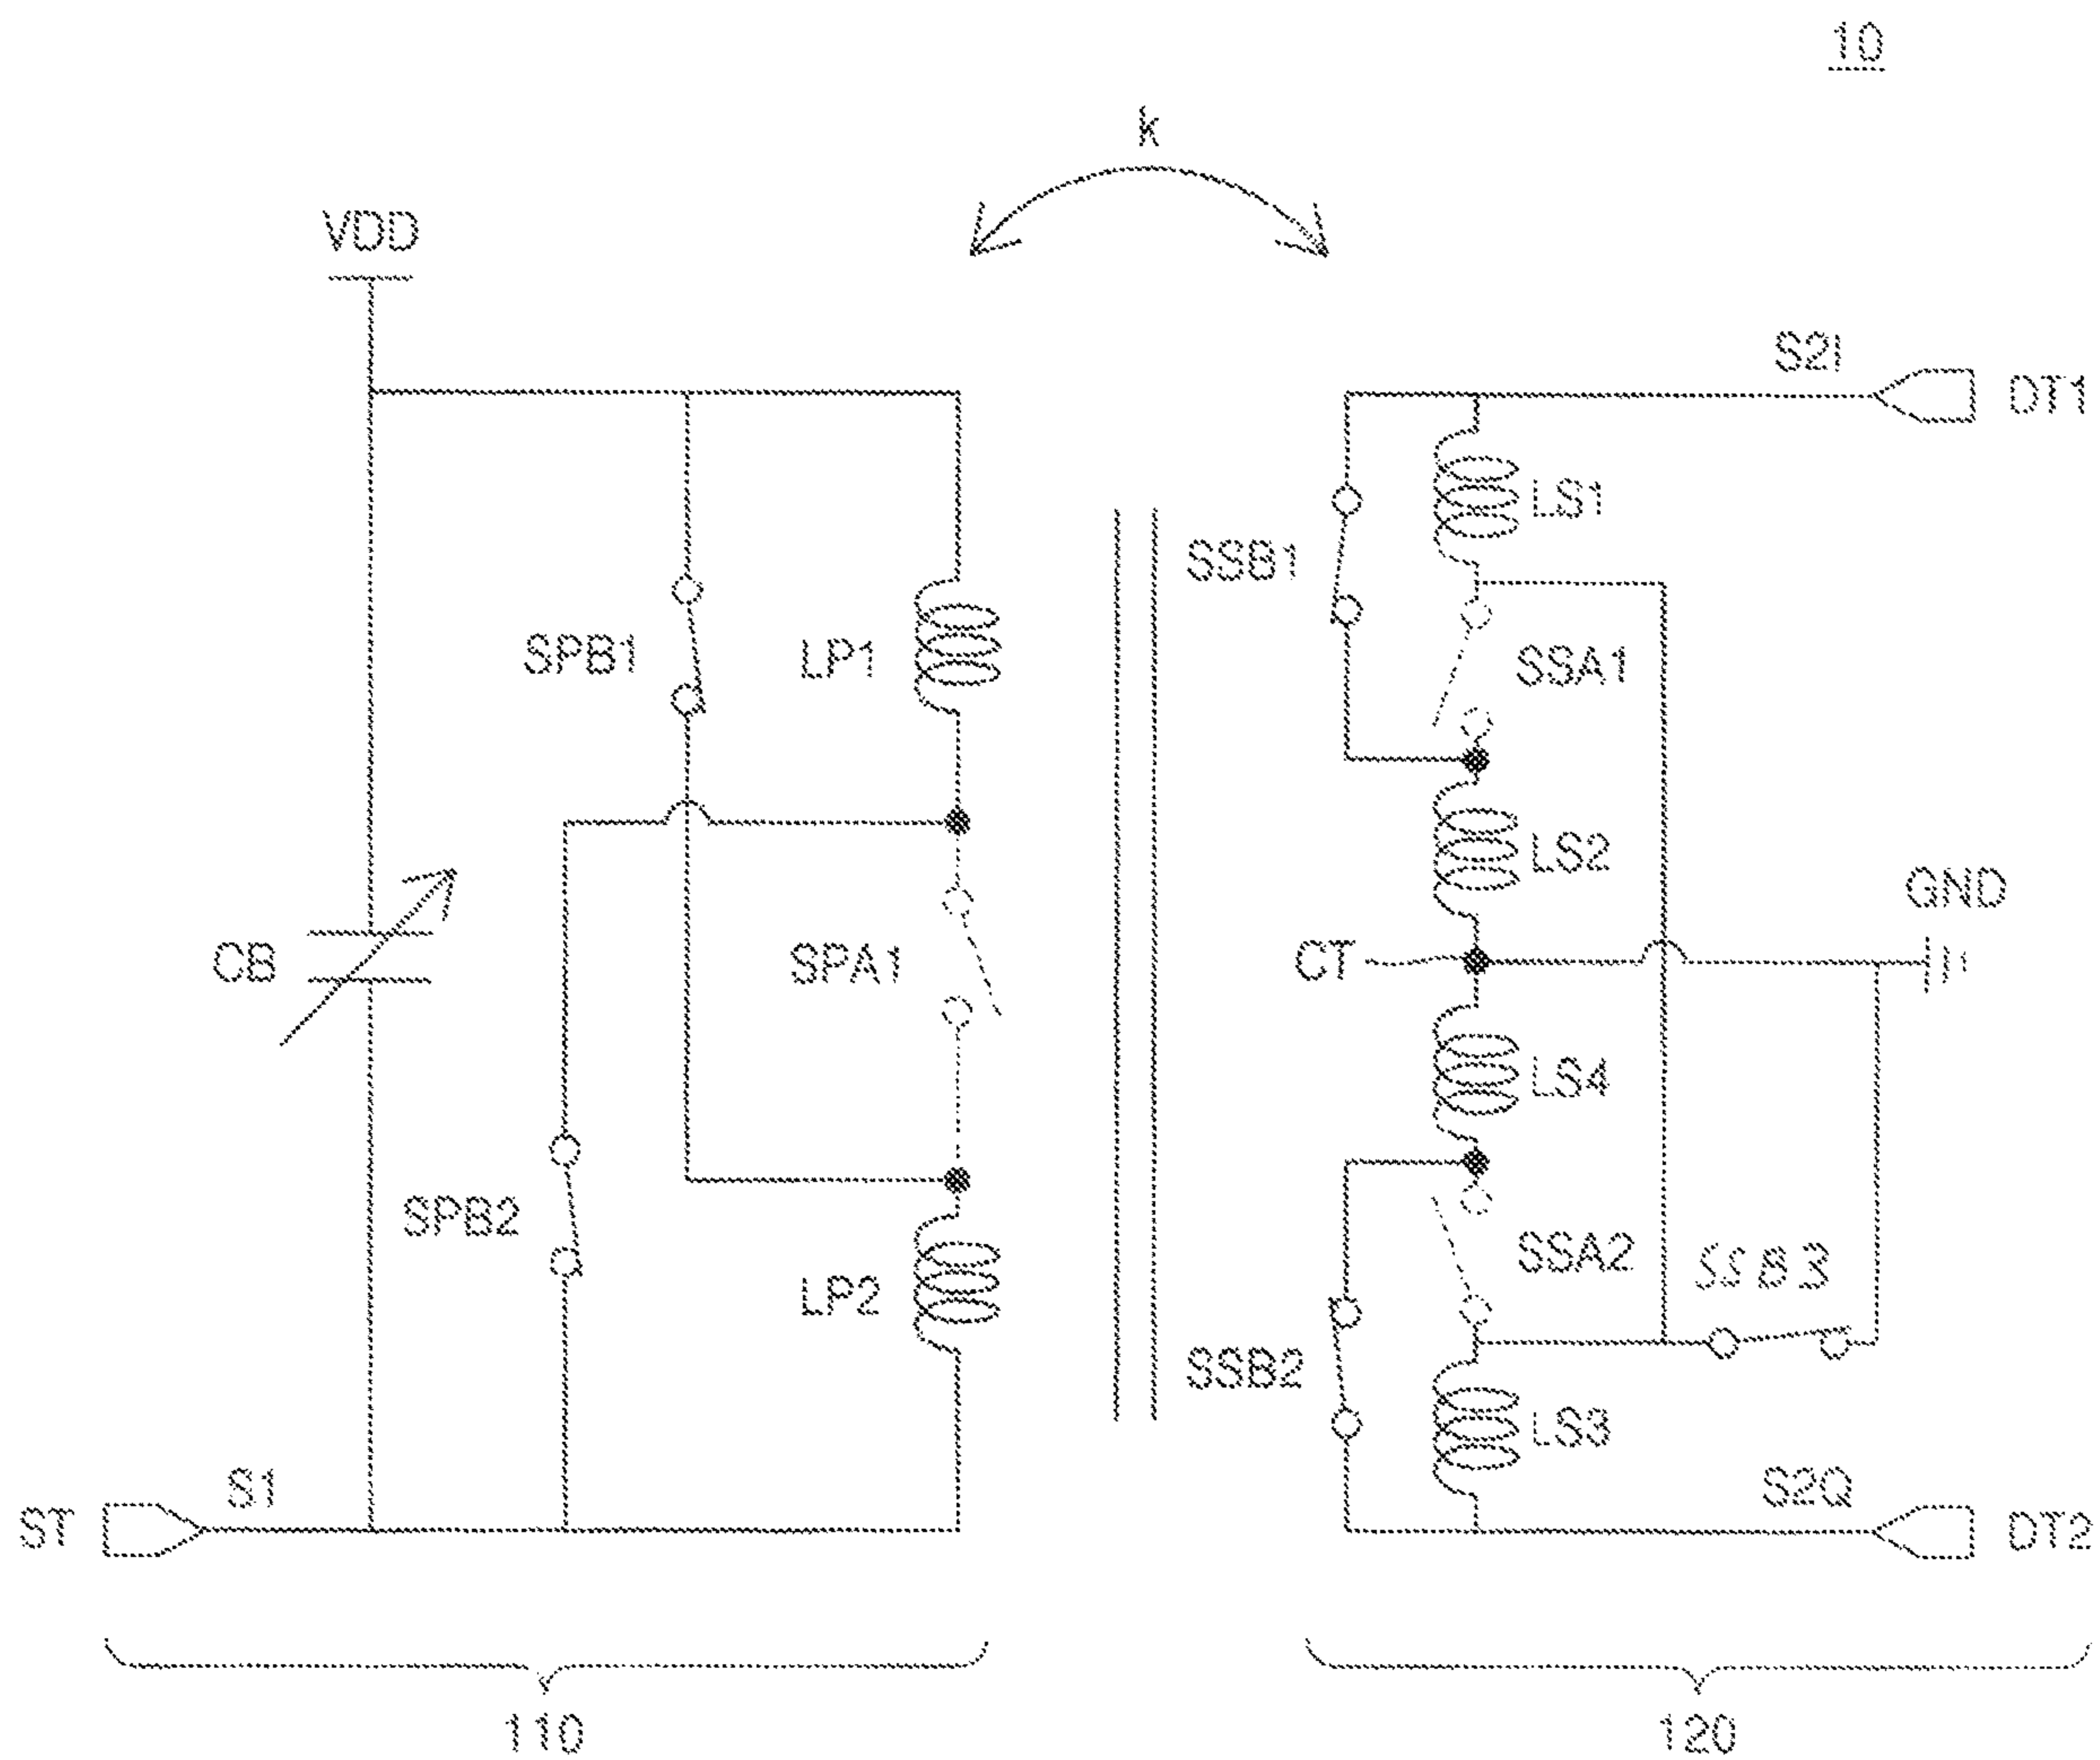 10
k
VDD
S2I
DT1
LS1
SSB1
SPB1
LP1
SSA1
LS2
GND
CB
SPA1
CT
LS4
SPB2
LP2
SSA2
SSB3
SSB2
LS3
S1
S2Q
ST
DT2
110
120